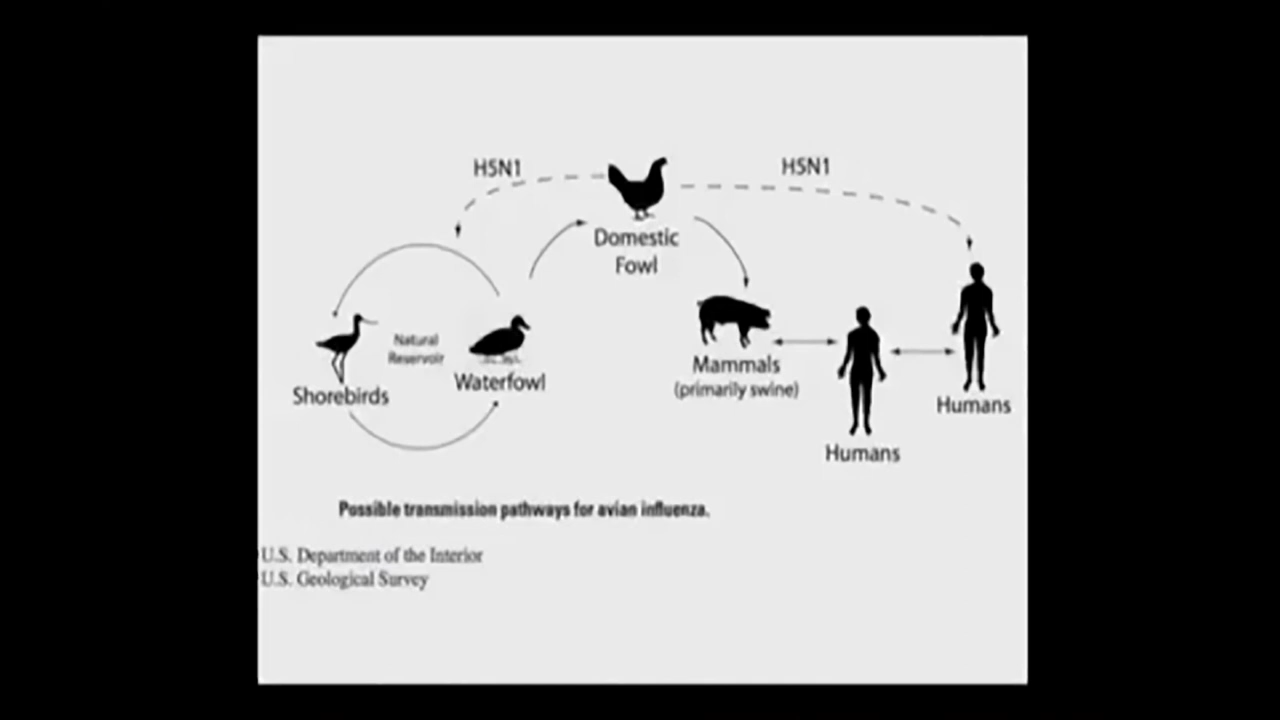 H5N1
H5N1
Domestic
Fowl
Natural
Reservoir
Shorebirds
Waterfowl
Mammals
(primarily swine)
Humans
Humans
Possible transmission pathways for avian influenza.
U.S. Department of the Interior
U.S. Geological Survey